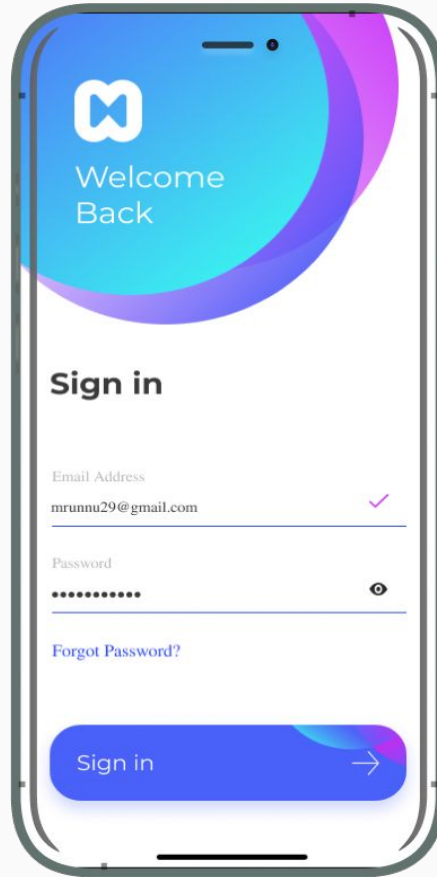 Welcome
Back
Sign in
Email Address
mrunnu29@gmail.com
Password
•••••••••••
Forgot Password?
Sign in